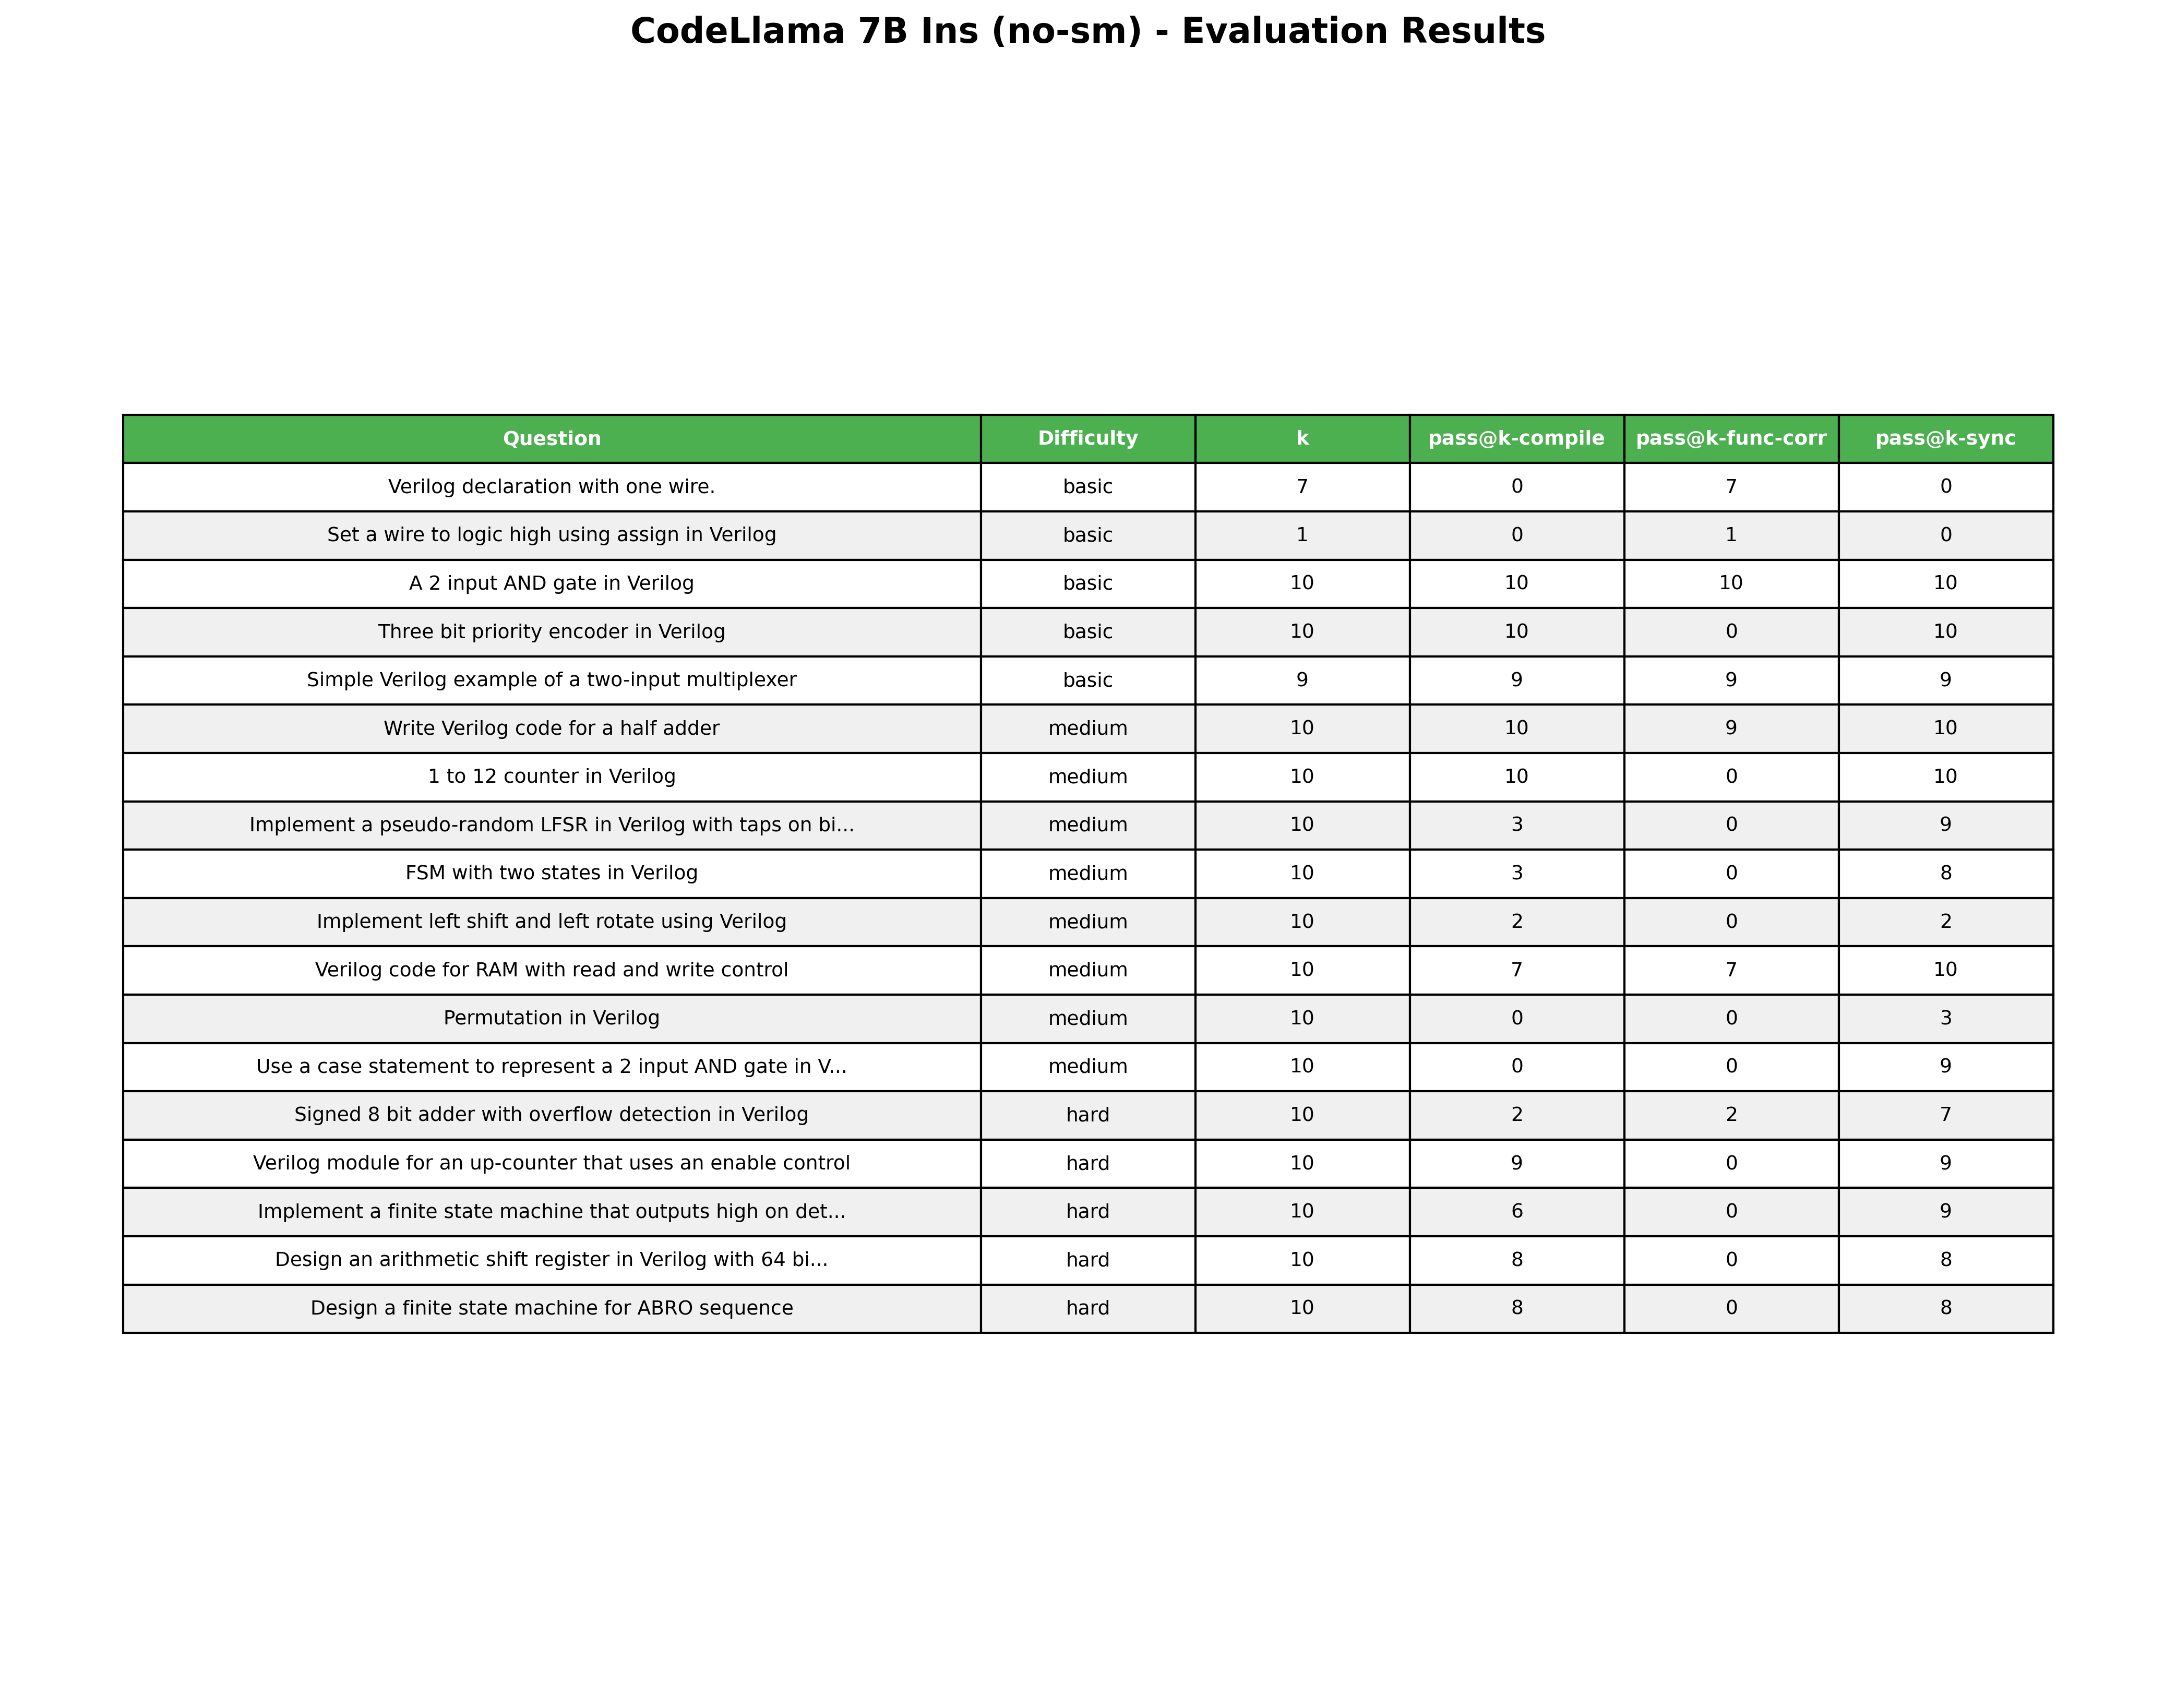 CodeLlama 7B Ins (no-sm) - Evaluation Results
Question Difficulty k pass@k-compile pass@k-func-corr pass@k-sync
Verilog declaration with one wire. basic 7 0 7 0
Set a wire to logic high using assign in Verilog basic 1 0 1 0
A 2 input AND gate in Verilog basic 10 10 10 10
Three bit priority encoder in Verilog basic 10 10 0 10
Simple Verilog example of a two-input multiplexer basic 9 9 9 9
Write Verilog code for a half adder medium 10 10 9 10
1 to 12 counter in Verilog medium 10 10 0 10
Implement a pseudo-random LFSR in Verilog with taps on bi... medium 10 3 0 9
FSM with two states in Verilog medium 10 3 0 8
Implement left shift and left rotate using Verilog medium 10 2 0 2
Verilog code for RAM with read and write control medium 10 7 7 10
Permutation in Verilog medium 10 0 0 3
Use a case statement to represent a 2 input AND gate in V... medium 10 0 0 9
Signed 8 bit adder with overflow detection in Verilog hard 10 2 2 7
Verilog module for an up-counter that uses an enable control hard 10 9 0 9
Implement a finite state machine that outputs high on det... hard 10 6 0 9
Design an arithmetic shift register in Verilog with 64 bi... hard 10 8 0 8
Design a finite state machine for ABRO sequence hard 10 8 0 8